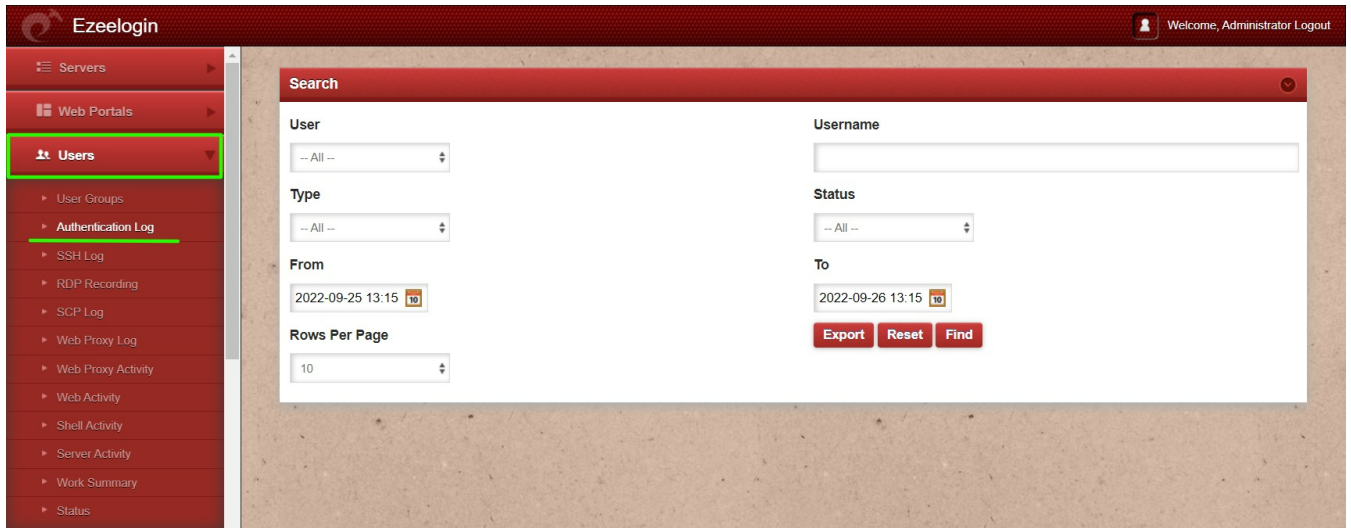 Ezeelogin
Welcome, Administrator Logout
Servers
Web Portals
Users
User Groups
Authentication Log
SSH Log
RDP Recording
SCP Log
Web Proxy Log
Web Proxy Activity
Web Activity
Shell Activity
Server Activity
Work Summary
Status
Search
User
Username
-- All --
Type
Status
-- All --
-- All --
From
To
2022-09-25 13:15 10
2022-09-26 13:15 10
Rows Per Page
Export Reset Find
10